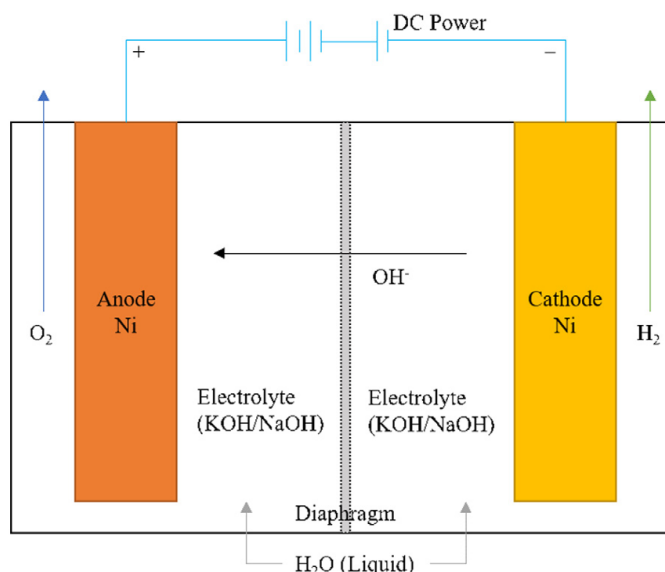 DC Power
+
–
OH⁻
Anode
Ni
Cathode
Ni
O₂
H₂
Electrolyte
(KOH/NaOH)
Electrolyte
(KOH/NaOH)
Diaphragm
H₂O (Liquid)